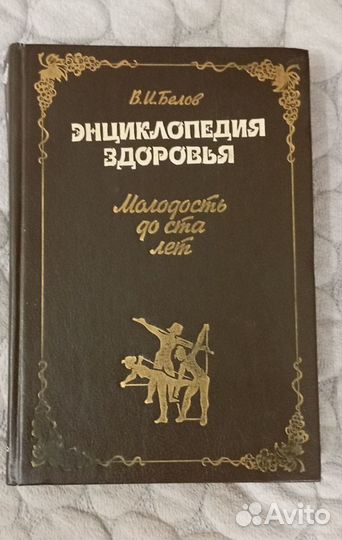 В.И.Белов
ЭНЦИКЛОПЕДИЯ
ЗДОРОВЬЯ
Молодость
до ста
лет
Avito